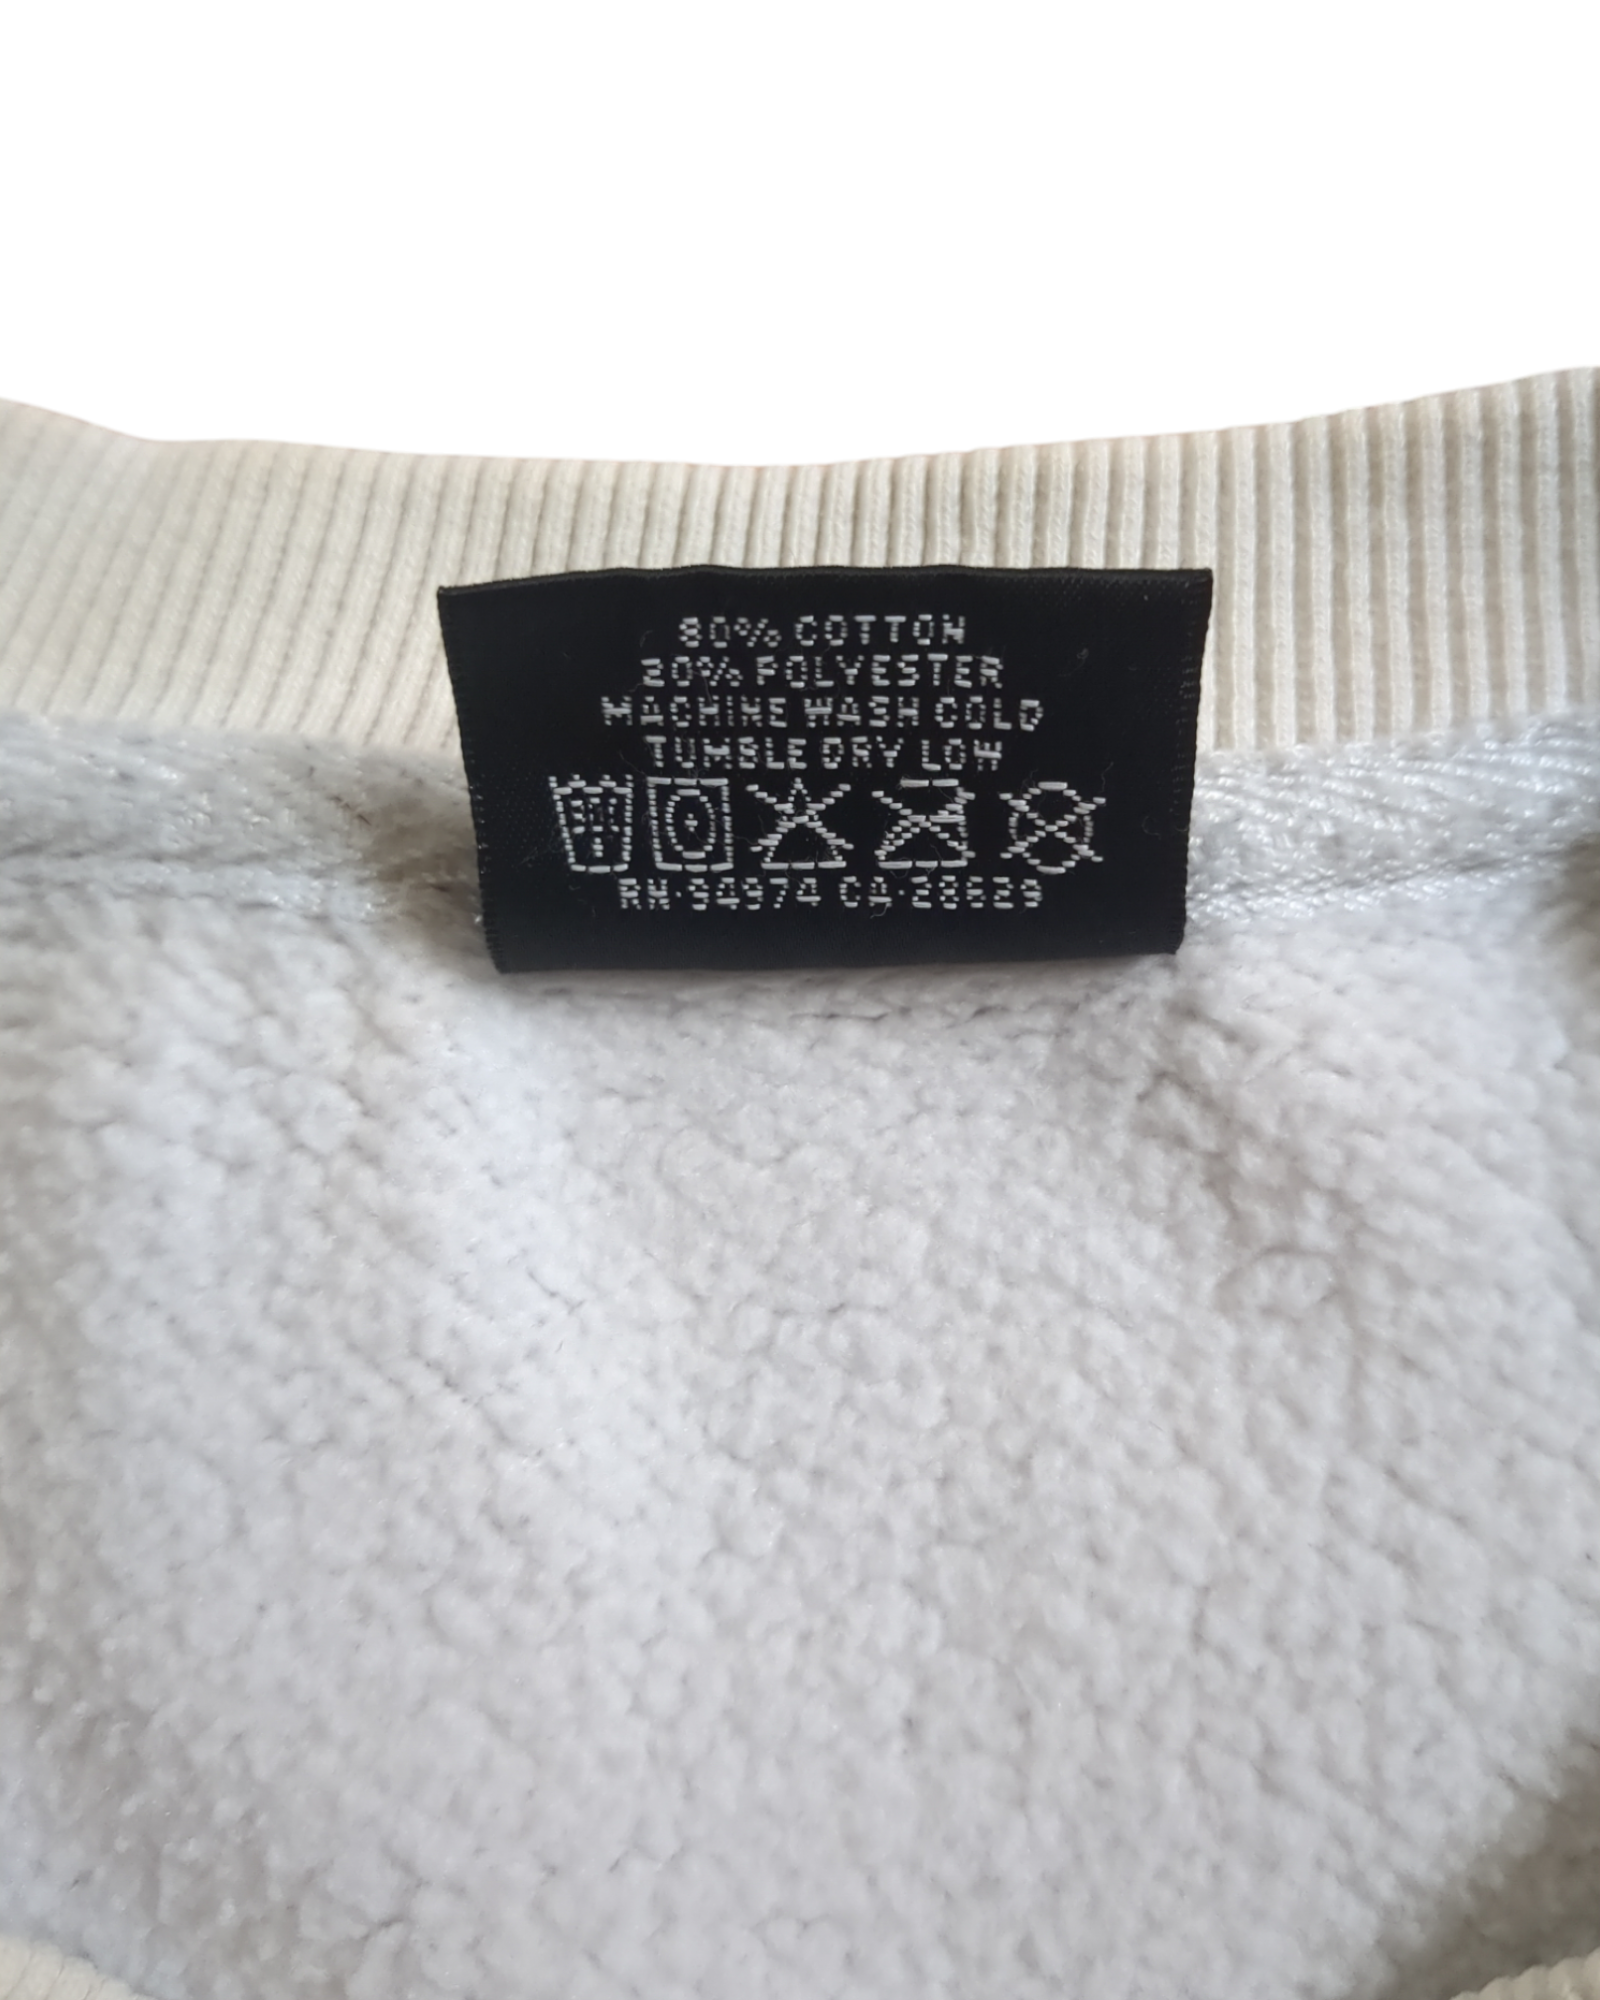 80% COTTON
20% POLYESTER
MACHINE WASH COLD
TUMBLE DRY LOW
RN·94974 CA·28629